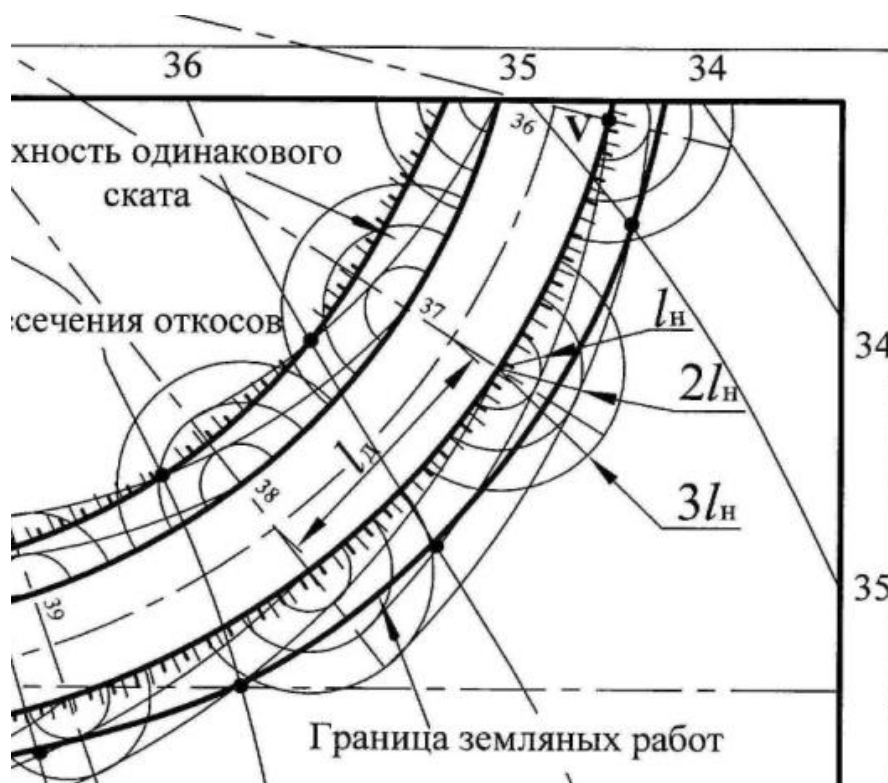 36
35
34
36
V
хность одинакового
ската
37
lн
34
сечения откосов
2lн
lд
38
3lн
39
35
Граница земляных работ